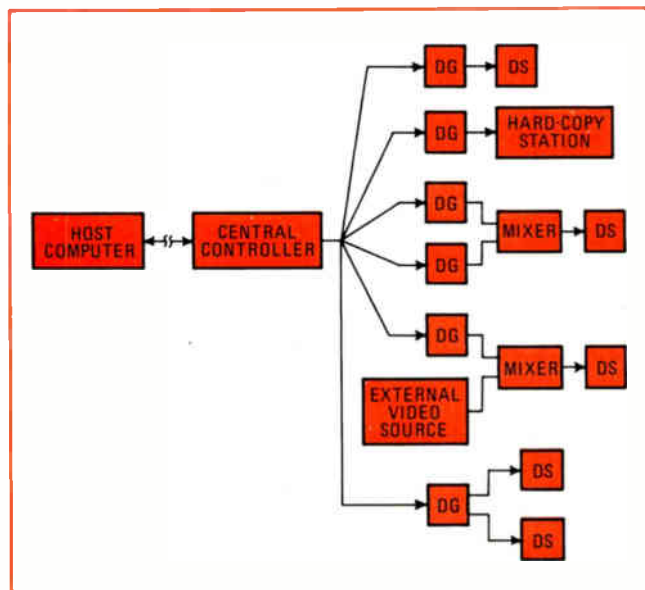 DG
DS
DG
HARD-COPY
STATION
HOST
COMPUTER
CENTRAL
CONTROLLER
DG
DG
MIXER
DS
DG
EXTERNAL
VIDEO
SOURCE
MIXER
DS
DG
DS
DS